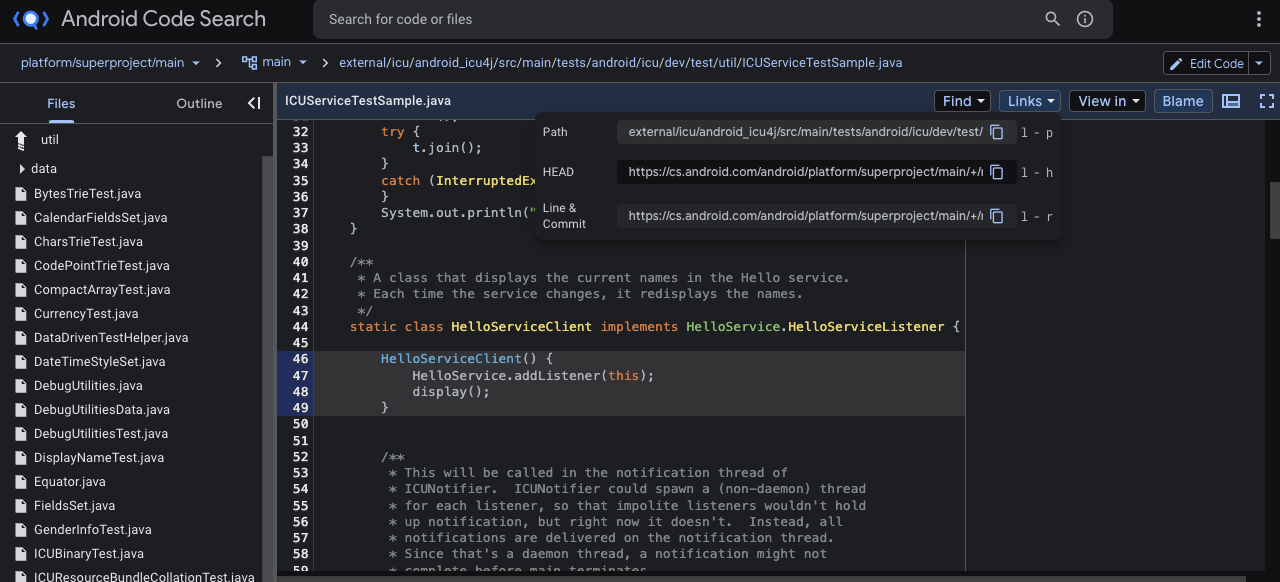 Android Code Search
Search for code or files
platform/superproject/main
main
external/icu/android_icu4j/src/main/tests/android/icu/dev/test/util/ICUServiceTestSample.java
Edit Code
Files
Outline
util
data
BytesTrieTest.java
CalendarFieldsSet.java
CharsTrieTest.java
CodePointTrieTest.java
CompactArrayTest.java
CurrencyTest.java
DataDrivenTestHelper.java
DateTimeStyleSet.java
DebugUtilities.java
DebugUtilitiesData.java
DebugUtilitiesTest.java
DisplayNameTest.java
Equator.java
FieldsSet.java
GenderInfoTest.java
ICUBinaryTest.java
ICUResourceBundleCollationTest.java
ICUServiceTestSample.java
Find
Links
View in
Blame
Path
external/icu/android_icu4j/src/main/tests/android/icu/dev/test/
l - p
HEAD
https://cs.android.com/android/platform/superproject/main/+/
l - h
Line &
Commit
https://cs.android.com/android/platform/superproject/main/+/
l - r
32 try {
33 t.join();
34 }
35 catch (InterruptedEx
36 }
37 System.out.println("
38 }
39
40 /**
41 * A class that displays the current names in the Hello service.
42 * Each time the service changes, it redisplays the names.
43 */
44 static class HelloServiceClient implements HelloService.HelloServiceListener {
45
46 HelloServiceClient() {
47 HelloService.addListener(this);
48 display();
49 }
50
51
52 /**
53 * This will be called in the notification thread of
54 * ICUNotifier.  ICUNotifier could spawn a (non-daemon) thread
55 * for each listener, so that impolite listeners wouldn't hold
56 * up notification, but right now it doesn't.  Instead, all
57 * notifications are delivered on the notification thread.
58 * Since that's a daemon thread, a notification might not
59 * complete before main terminates